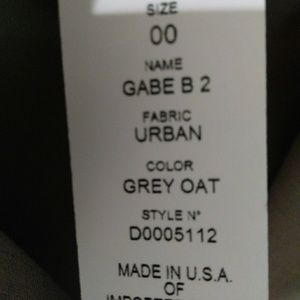 SIZE
00
NAME
GABE B 2
FABRIC
URBAN
COLOR
GREY OAT
STYLE N°
D0005112
MADE IN U.S.A.
OF